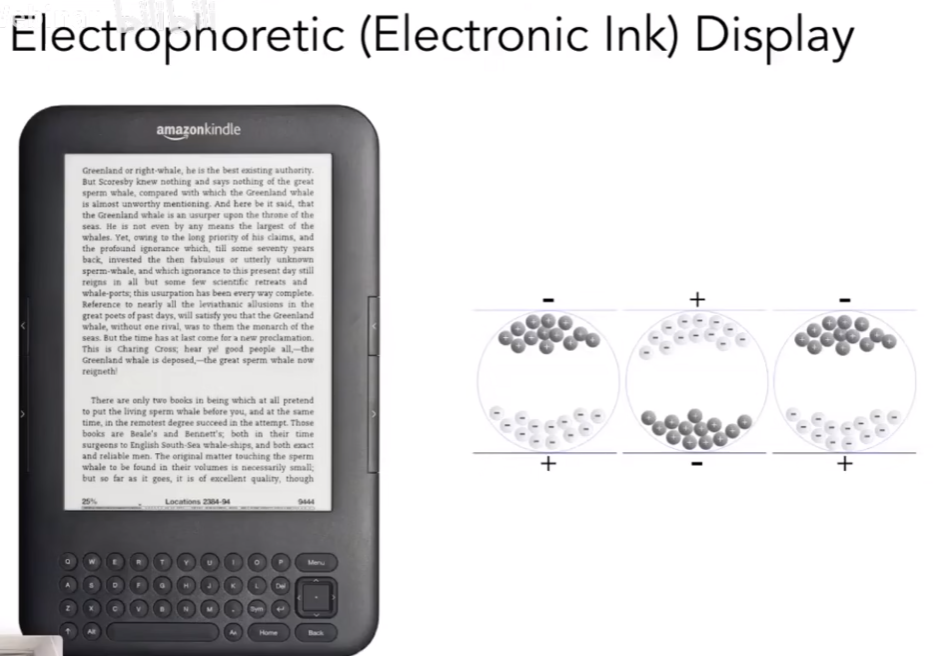 bilibili
Electrophoretic (Electronic Ink) Display
amazonkindle
Greenland or right-whale, he is the best existing authority.
But Scoresby knew nothing and says nothing of the great
sperm whale, compared with which the Greenland whale
is almost unworthy mentioning. And here be it said, that
the Greenland whale is an usurper upon the throne of the
seas. He is not even by any means the largest of the
whales. Yet, owing to the long priority of his claims, and
the profound ignorance which, till some seventy years
back, invested the then fabulous or utterly unknown
sperm-whale, and which ignorance to this present day still
reigns in all but some few scientific retreats and
whale-ports; this usurpation has been every way complete.
Reference to nearly all the leviathanic allusions in the
great poets of past days, will satisfy you that the Greenland
whale, without one rival, was to them the monarch of the
seas. But the time has at last come for a new proclamation.
This is Charing Cross; hear ye! good people all,—the
Greenland whale is deposed,—the great sperm whale now
reigneth!
There are only two books in being which at all pretend
to put the living sperm whale before you, and at the same
time, in the remotest degree succeed in the attempt. Those
books are Beale's and Bennett's; both in their time
surgeons to English South-Sea whale-ships, and both exact
and reliable men. The original matter touching the sperm
whale to be found in their volumes is necessarily small;
but so far as it goes, it is of excellent quality, though
25% Locations 2384-94 9444
- + -
+ - +
Q W E R T Y U I O P Menu
A S D F G H J K L Del
Z X C V B N M . Sym
Alt Aa Home Back